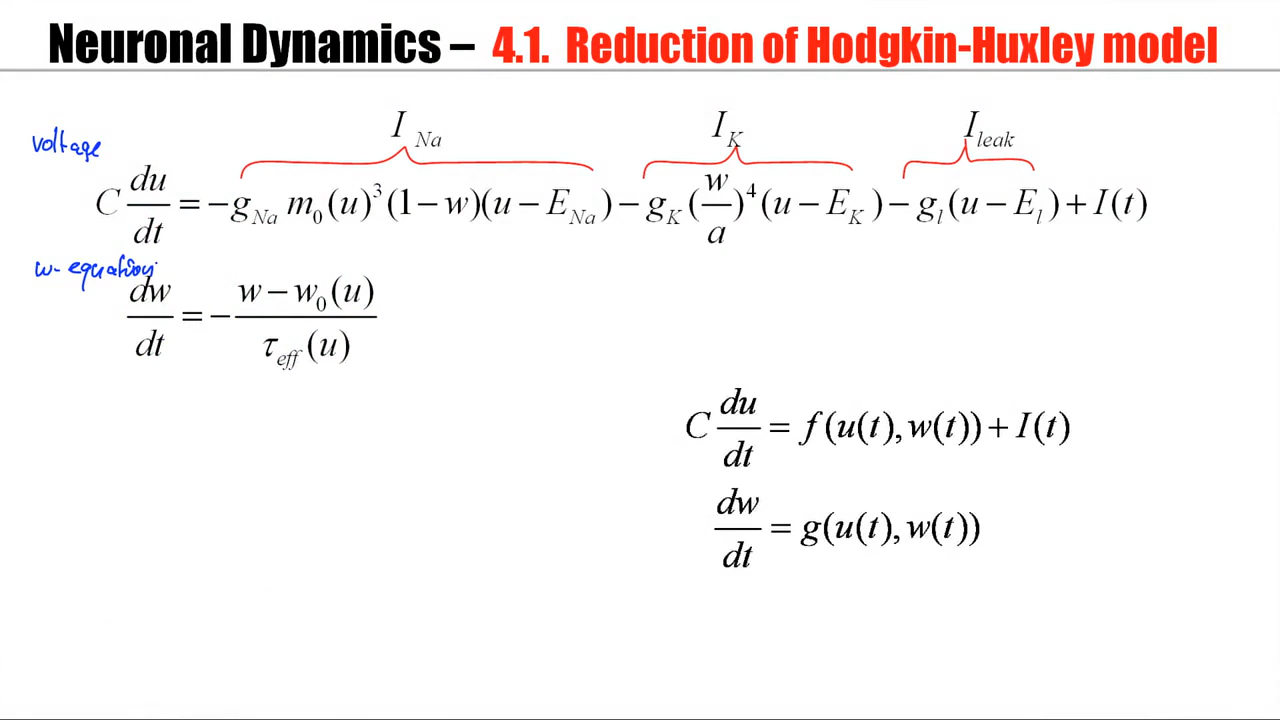 Neuronal Dynamics – 4.1. Reduction of Hodgkin-Huxley model
voltage
I_Na I_K I_leak
C du/dt = −g_Na m_0(u)^3(1−w)(u−E_Na) − g_K(w/a)^4(u−E_K) − g_l(u−E_l) + I(t)
w-equation:
dw/dt = − (w−w_0(u))/(τ_eff(u))
C du/dt = f(u(t),w(t)) + I(t)
dw/dt = g(u(t),w(t))